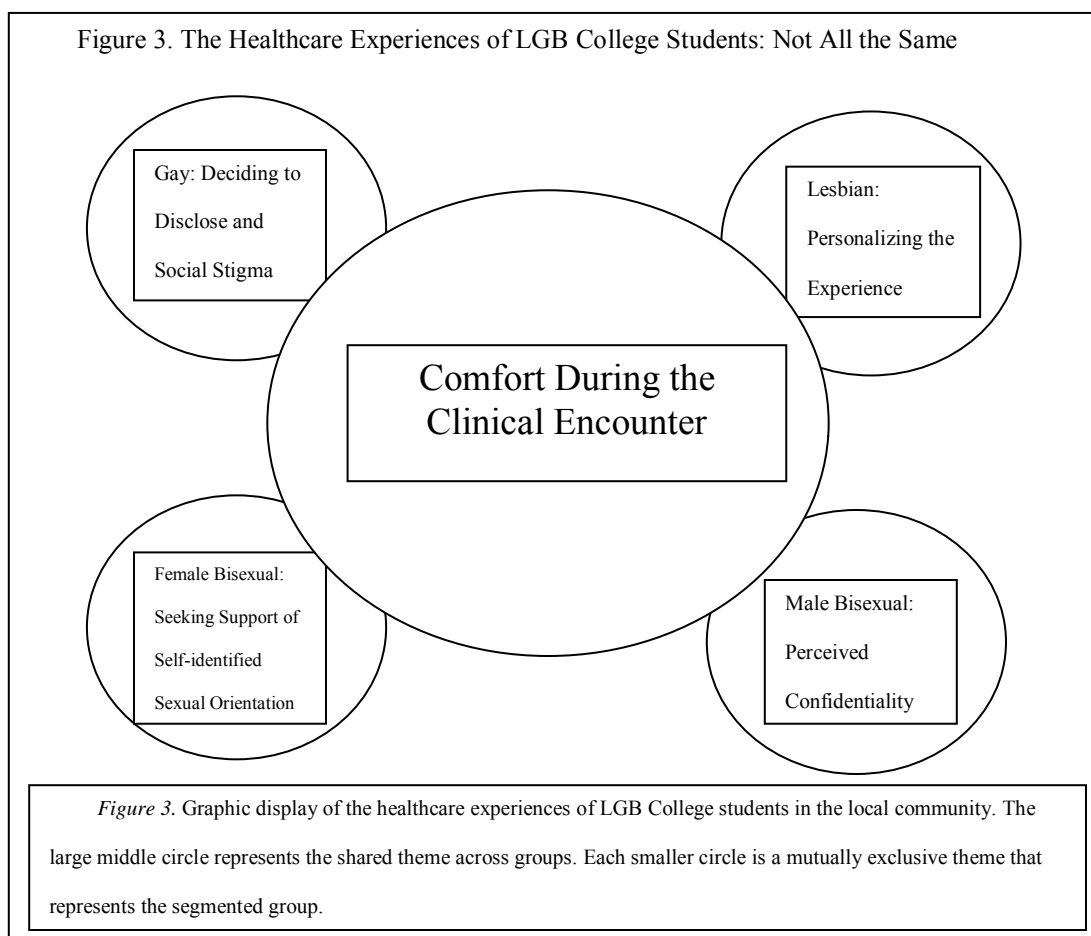 Figure 3. The Healthcare Experiences of LGB College Students: Not All the Same
Gay: Deciding to
Disclose and
Social Stigma
Lesbian:
Personalizing the
Experience
Comfort During the
Clinical Encounter
Female Bisexual:
Seeking Support of
Self-identified
Sexual Orientation
Male Bisexual:
Perceived
Confidentiality
Figure 3. Graphic display of the healthcare experiences of LGB College students in the local community. The
large middle circle represents the shared theme across groups. Each smaller circle is a mutually exclusive theme that
represents the segmented group.